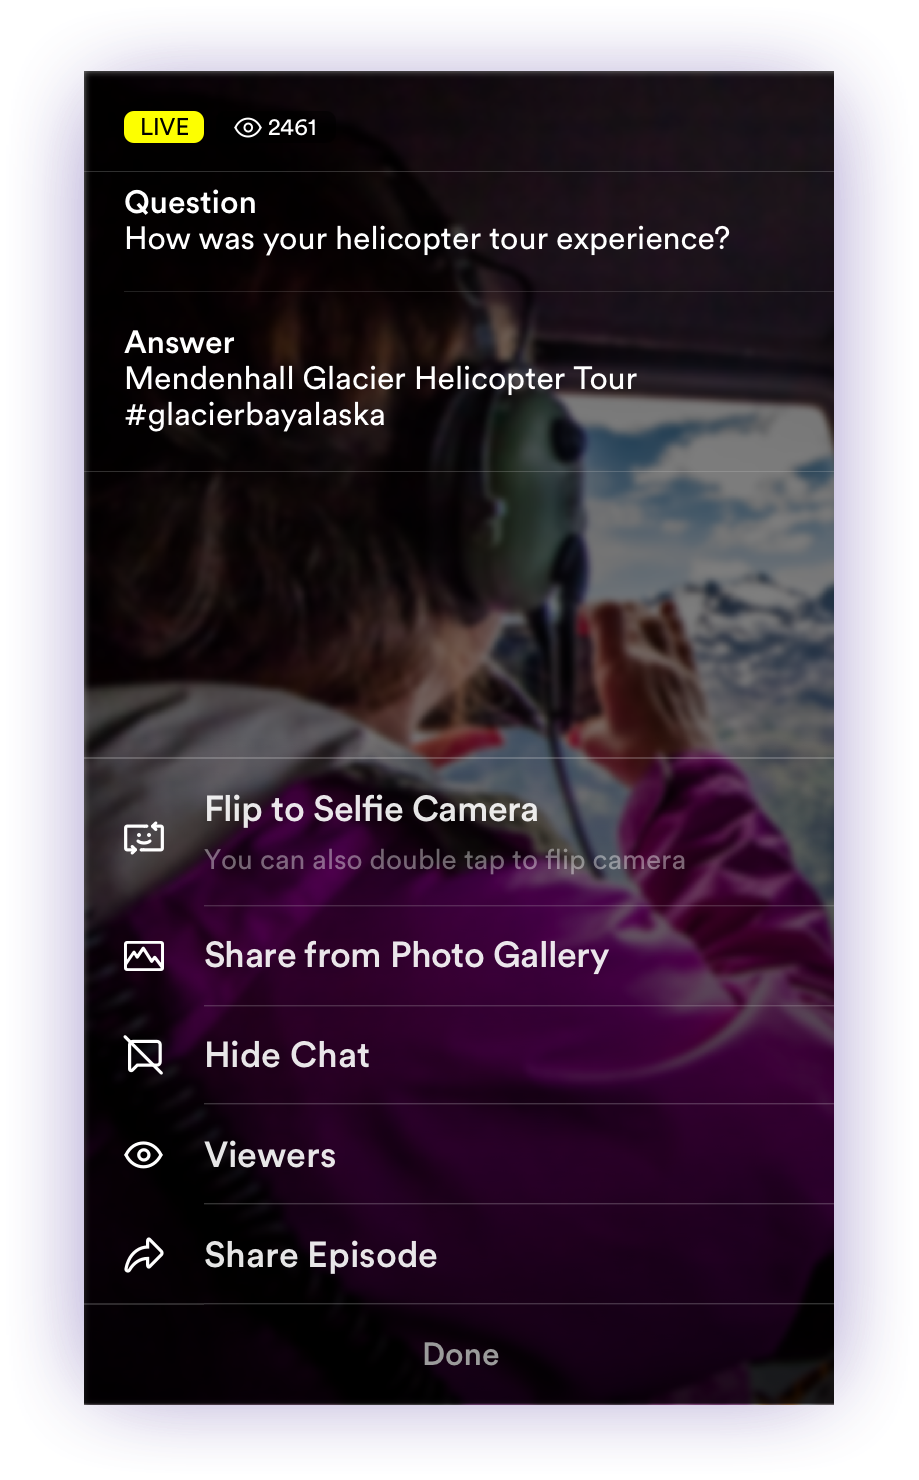 LIVE 2461
Question
How was your helicopter tour experience?
Answer
Mendenhall Glacier Helicopter Tour
#glacierbayalaska
Flip to Selfie Camera
You can also double tap to flip camera
Share from Photo Gallery
Hide Chat
Viewers
Share Episode
Done